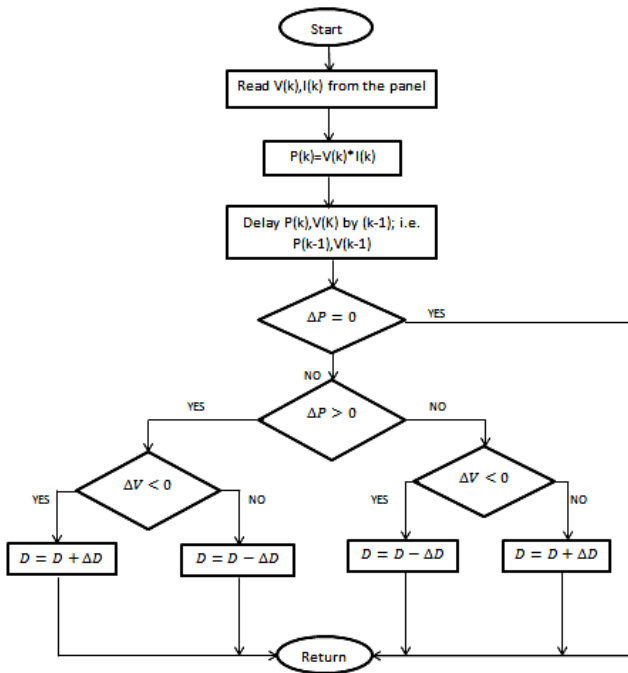 Start
Read V(k),I(k) from the panel
P(k)=V(k)*I(k)
Delay P(k),V(K) by (k-1); i.e.
P(k-1),V(k-1)
ΔP = 0
YES
NO
ΔP > 0
YES
NO
ΔV < 0
ΔV < 0
YES
NO
YES
NO
D = D + ΔD
D = D − ΔD
D = D − ΔD
D = D + ΔD
Return